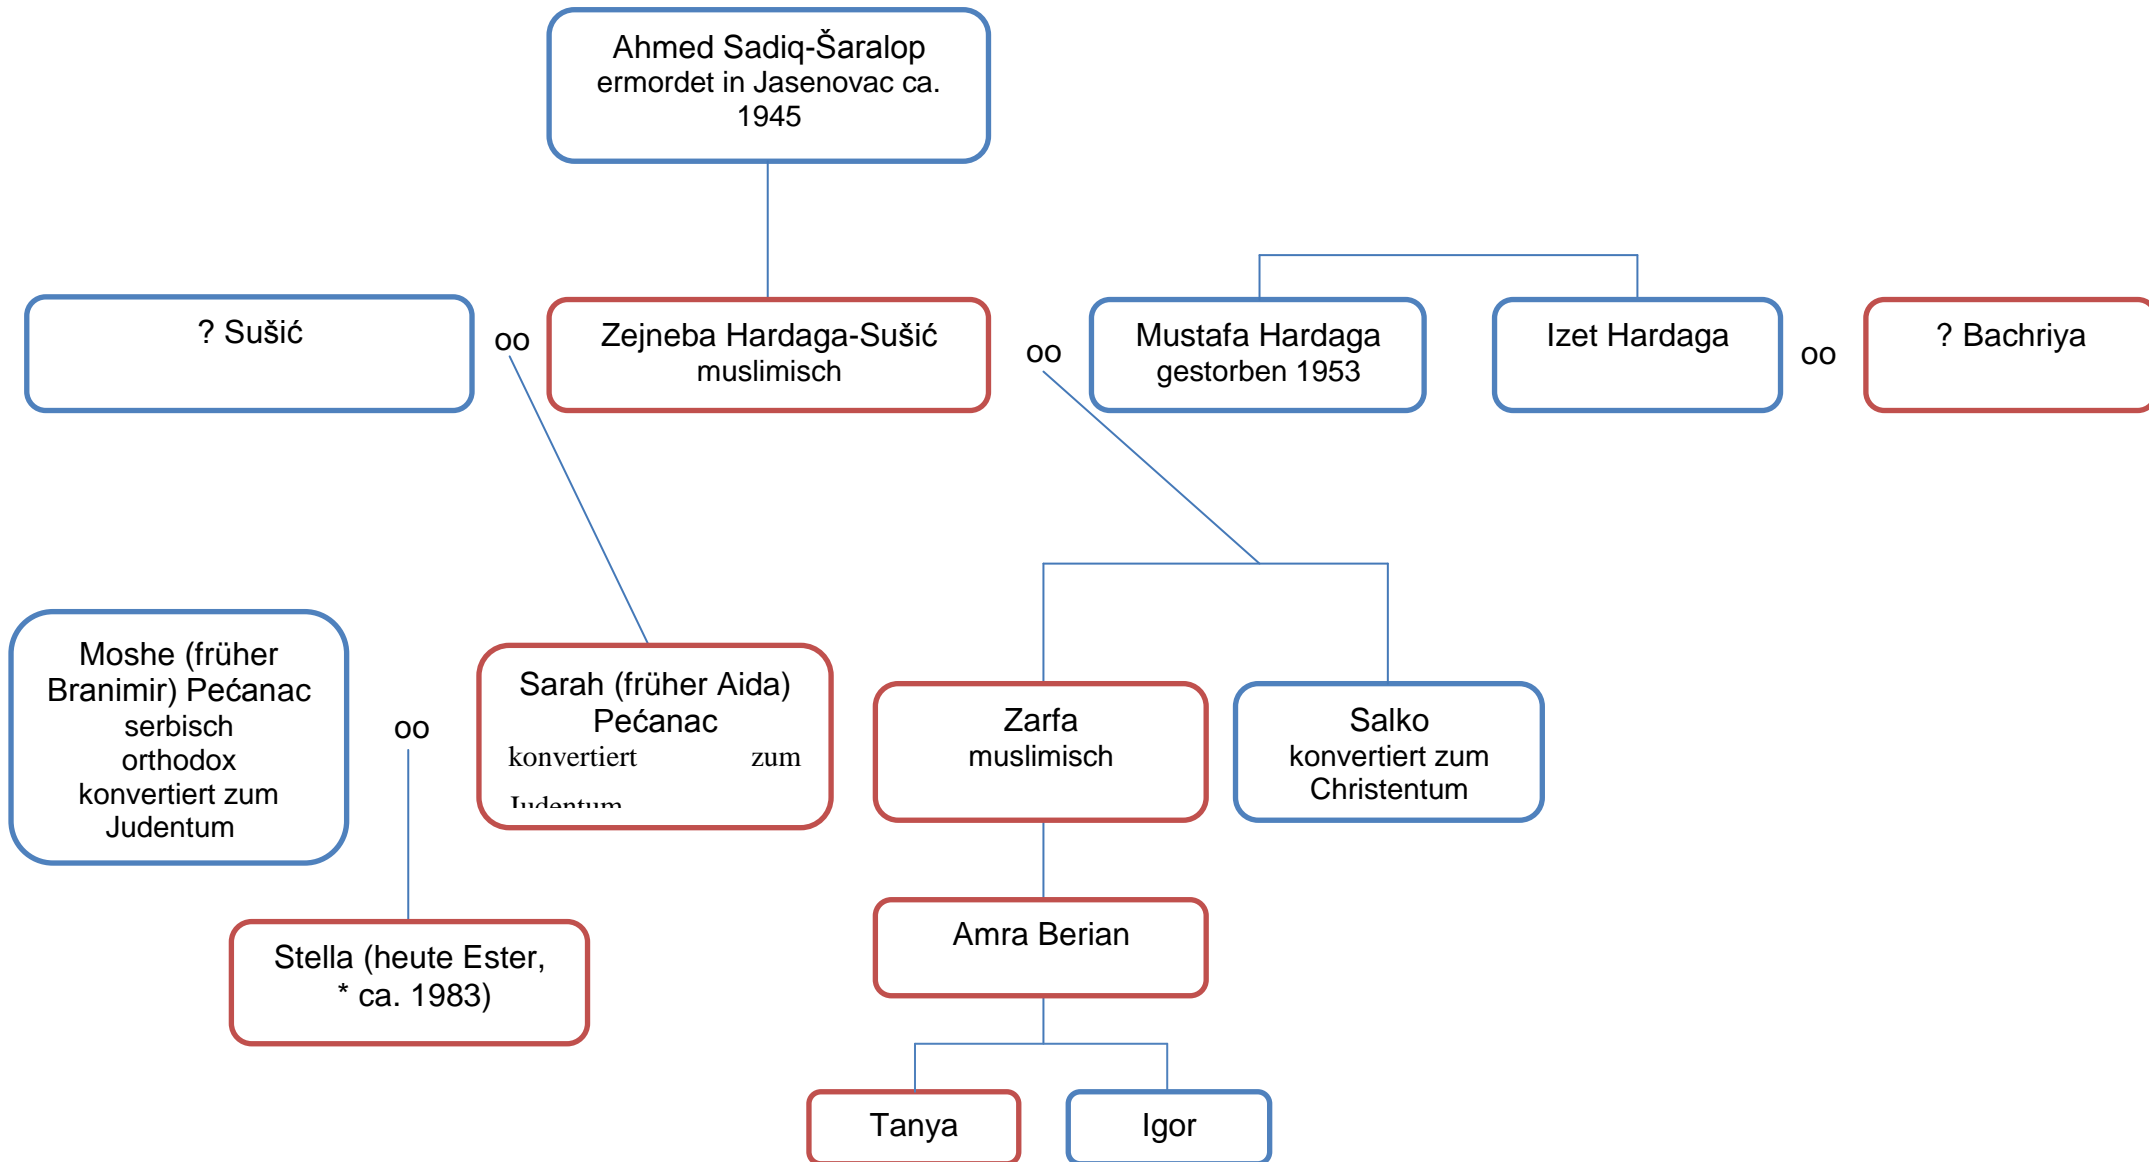 Ahmed Sadiq-Šaralop
ermordet in Jasenovac ca.
1945
? Sušić
oo
Zejneba Hardaga-Sušić
muslimisch
oo
Mustafa Hardaga
gestorben 1953
Izet Hardaga
oo
? Bachriya
Moshe (früher
Branimir) Pećanac
serbisch
orthodox
konvertiert zum
Judentum
oo
Sarah (früher Aida)
Pećanac
konvertiert zum
Judentum
Zarfa
muslimisch
Salko
konvertiert zum
Christentum
Stella (heute Ester,
* ca. 1983)
Amra Berian
Tanya
Igor